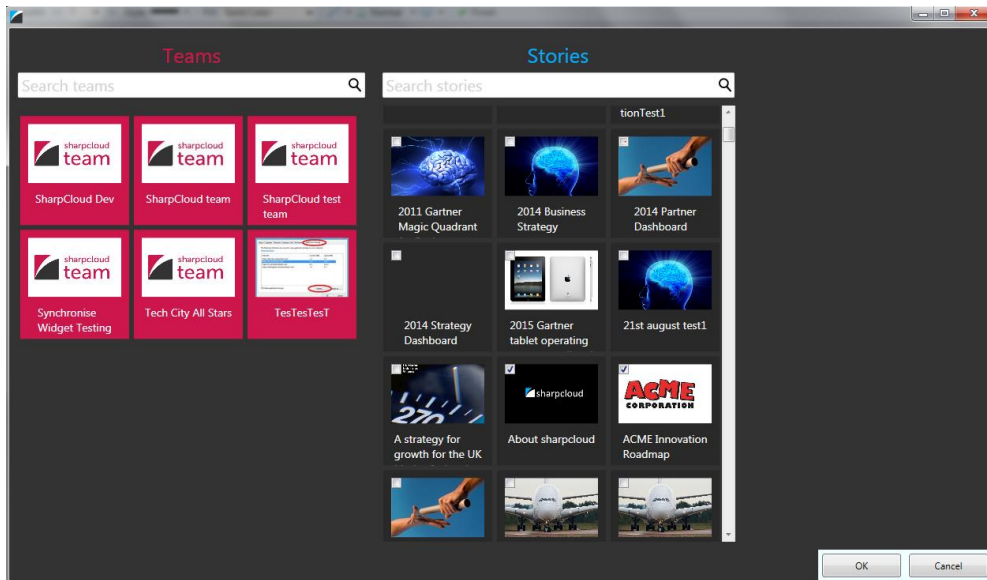 Teams
Stories
Search teams
Search stories
sharpcloud
team
SharpCloud Dev
sharpcloud
team
SharpCloud team
sharpcloud
team
SharpCloud test
team
sharpcloud
team
Synchronise
Widget Testing
sharpcloud
team
Tech City All Stars
TesTesTesT
tionTest1
2011 Gartner
Magic Quadrant
2014 Business
Strategy
2014 Partner
Dashboard
2014 Strategy
Dashboard
2015 Gartner
tablet operating
21st august test1
270
A strategy for
growth for the UK
sharpcloud
About sharpcloud
ACME
CORPORATION
ACME Innovation
Roadmap
OK
Cancel